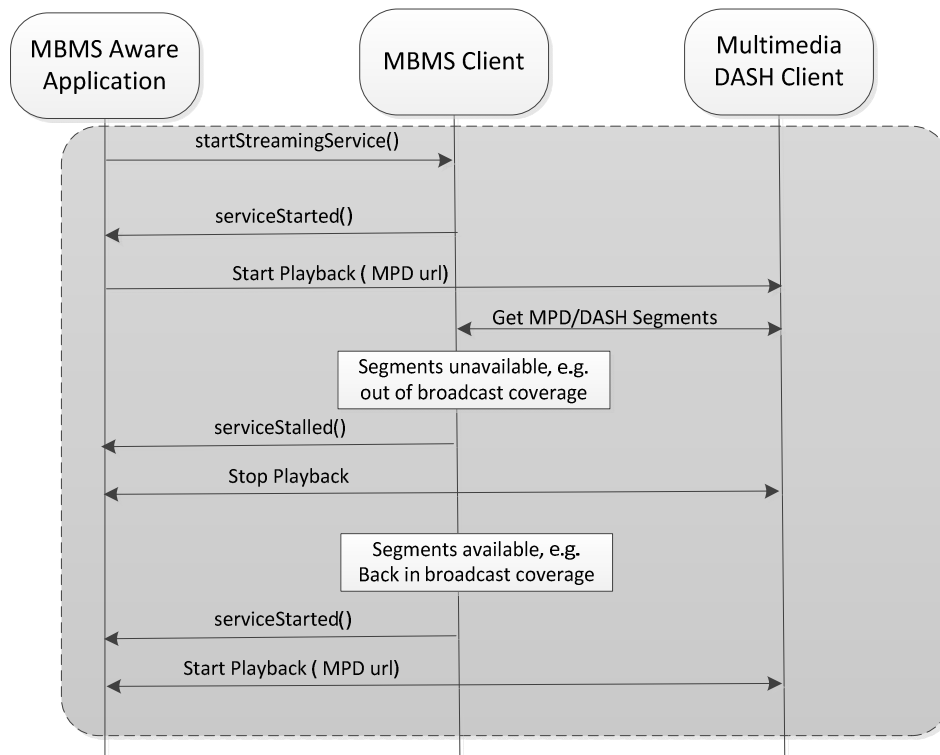 MBMS Aware
Application
MBMS Client
Multimedia
DASH Client
startStreamingService()
serviceStarted()
Start Playback ( MPD url)
Get MPD/DASH Segments
Segments unavailable, e.g.
out of broadcast coverage
serviceStalled()
Stop Playback
Segments available, e.g.
Back in broadcast coverage
serviceStarted()
Start Playback ( MPD url)